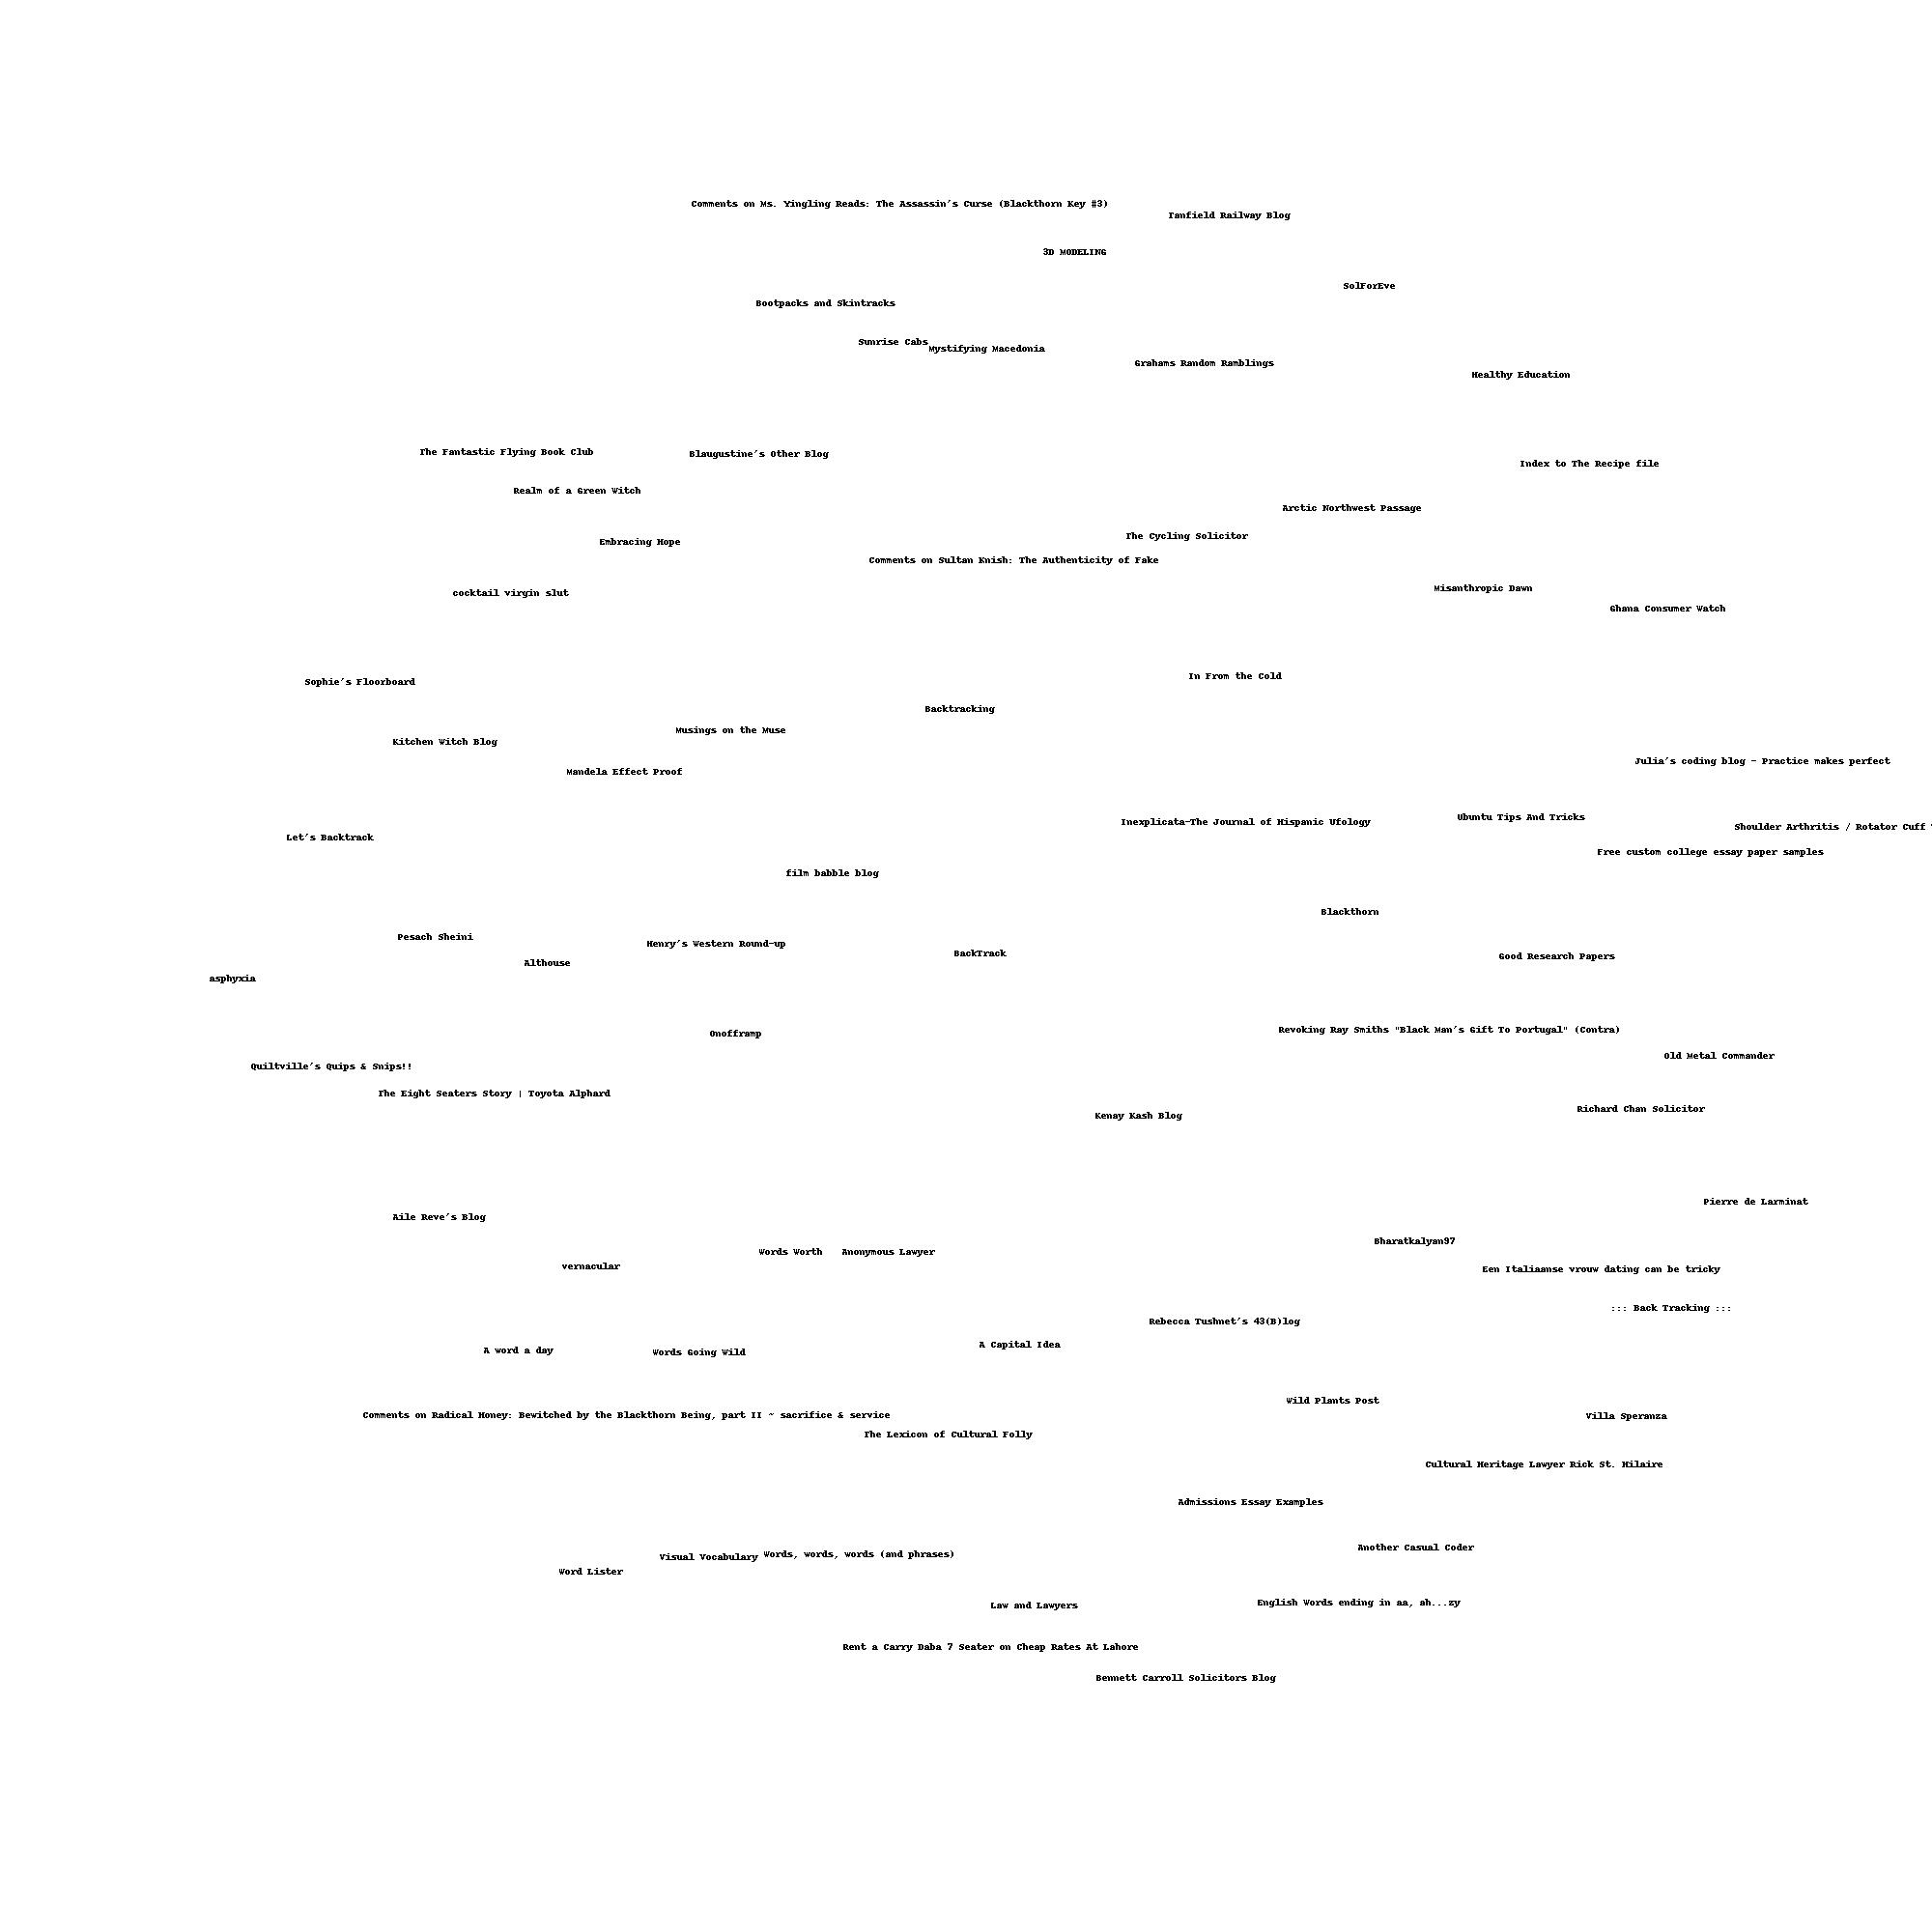 Comments on Ms. Yingling Reads: The Assassin's Curse (Blackthorn Key #3)
Tanfield Railway Blog
3D MODELING
SolForEve
Bootpacks and Skintracks
Sunrise Cabs
Mystifying Macedonia
Grahams Random Ramblings
Healthy Education
The Fantastic Flying Book Club
Blaugustine's Other Blog
Index to The Recipe file
Realm of a Green Witch
Arctic Northwest Passage
The Cycling Solicitor
Embracing Hope
Comments on Sultan Knish: The Authenticity of Fake
Misanthropic Dawn
cocktail virgin slut
Ghana Consumer Watch
In From the Cold
Sophie's Floorboard
Backtracking
Musings on the Muse
Kitchen Witch Blog
Julia's coding blog - Practice makes perfect
Mandela Effect Proof
Ubuntu Tips And Tricks
Inexplicata-The Journal of Hispanic Ufology
Shoulder Arthritis / Rotator Cuff
Let's Backtrack
Free custom college essay paper samples
film babble blog
Blackthorn
Pesach Sheini
Henry's Western Round-up
BackTrack
Good Research Papers
Althouse
asphyxia
Revoking Ray Smiths "Black Man's Gift To Portugal" (Contra)
Onofframp
Old Metal Commander
Quiltville's Quips & Snips!!
The Eight Seaters Story | Toyota Alphard
Richard Chan Solicitor
Kenay Kash Blog
Pierre de Larminat
Aile Reve's Blog
Bharatkalyan97
Words Worth
Anonymous Lawyer
vernacular
Een Italiaanse vrouw dating can be tricky
::: Back Tracking :::
Rebecca Tushnet's 43(B)log
A Capital Idea
A word a day
Words Going Wild
Wild Plants Post
Comments on Radical Honey: Bewitched by the Blackthorn Being, part II ~ sacrifice & service
Villa Speranza
The Lexicon of Cultural Folly
Cultural Heritage Lawyer Rick St. Hilaire
Admissions Essay Examples
Another Casual Coder
Words, words, words (and phrases)
Visual Vocabulary
Word Lister
English Words ending in aa, ah...zy
Law and Lawyers
Rent a Carry Daba 7 Seater on Cheap Rates At Lahore
Bennett Carroll Solicitors Blog